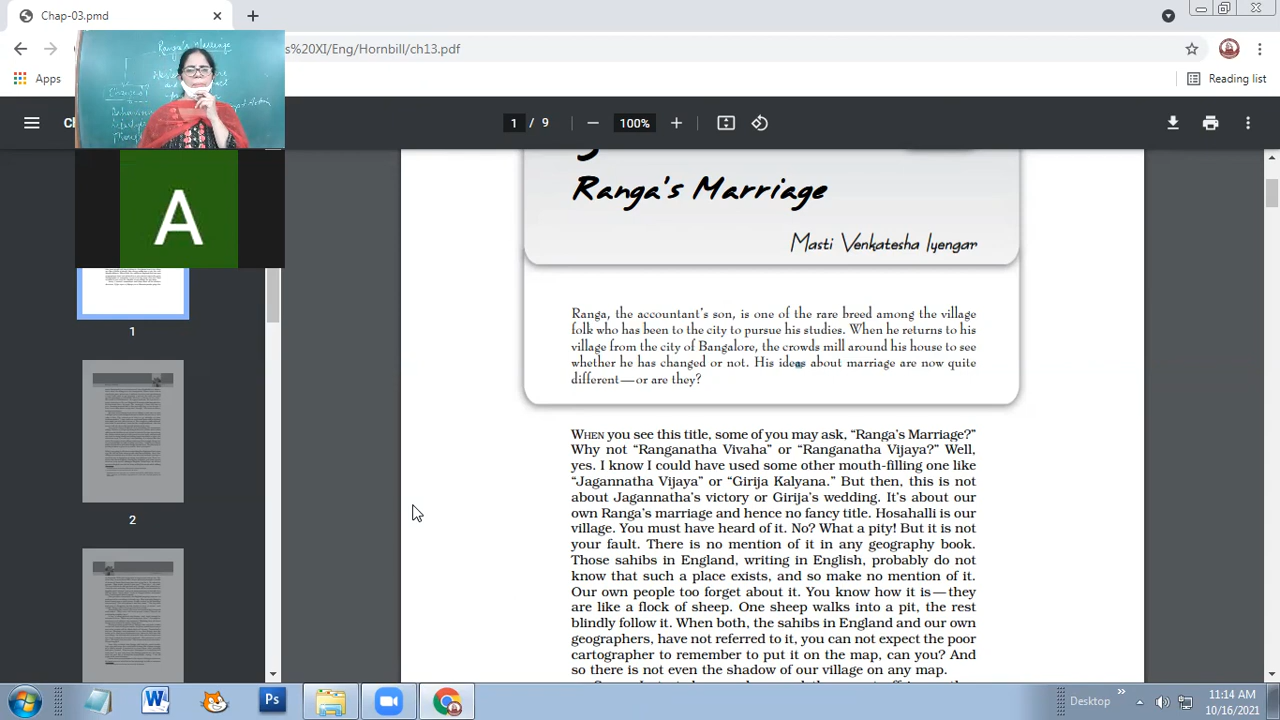 Chap-03.pmd
s%20XI/Eng/Hornbill/ch13.pdf
Apps
Reading list
Ranga's Marriage
Ch
1 / 9
100%
A
Ranga's Marriage
Masti Venkatesha Iyengar
Ranga, the accountant's son, is one of the rare breed among the village
folk who has been to the city to pursue his studies. When he returns to his
village from the city of Bangalore, the crowds mill around his house to see
whether he has changed or not. His ideas about marriage are now quite
different—or are they?
WHEN you see this title, some of you may ask, “Ranga's Marriage?”
Why not “Ranganatha Vivaha” or “Ranganatha Vijaya?” Well,
yes. I know I could have used some other mouth-filling one like
“Jagannatha Vijaya” or “Girija Kalyana.” But then, this is not
about Jagannatha's victory or Girija's wedding. It's about our
own Ranga's marriage and hence no fancy title. Hosahalli is our
village. You must have heard of it. No? What a pity! But it is not
your fault. There is no mention of it in any geography book.
Those sahibs in England, writing in English, probably do not
know that such a place exists, and so make no mention of it.
Our own people too forget about it. You know how it is—they
are like a flock of sheep. One sheep walks into a pit, the rest
blindly follow it. When both, the sahibs in England and our own
geographers, have not referred to it, you can not expect the poor
cartographer to remember to put it on the map, can you? And
so there is not even the shadow of our village on any map.
1
2
Ps
Desktop
11:14 AM
10/16/2021